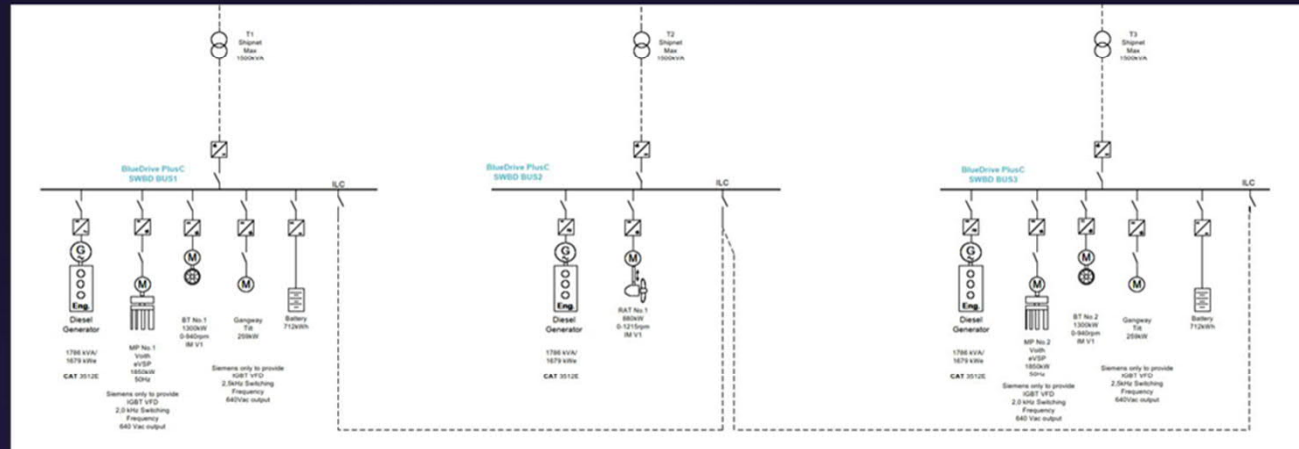 T1
Shipnet
Max
1500kVA
T2
Shipnet
Max
1500kVA
T3
Shipnet
Max
1500kVA
BlueDrive PlusC
SWBD BUS1
ILC
BlueDrive PlusC
SWBD BUS2
ILC
BlueDrive PlusC
SWBD BUS3
ILC
G
Eng.
Diesel
Generator
1786 kVA/
1679 kWe
CAT 3512E
M
MP No.1
Voith
eVSP
1850kW
50Hz
Siemens only to provide
IGBT VFD
2,0 kHz Switching
Frequency
640 Vac output
M
BT No.1
1300kW
0-940rpm
IM V1
M
Gangway
Tilt
259kW
Siemens only to provide
IGBT VFD
2,5kHz Switching
Frequency
640Vac output
Battery
712kWh
G
Eng.
Diesel
Generator
1786 kVA/
1679 kWe
CAT 3512E
M
RAT No.1
880kW
0-1215rpm
IM V1
G
Eng.
Diesel
Generator
1786 kVA/
1679 kWe
CAT 3512E
M
MP No.2
Voith
eVSP
1850kW
50Hz
Siemens only to provide
IGBT VFD
2,0 kHz Switching
Frequency
640 Vac output
M
BT No.2
1300kW
0-940rpm
IM V1
M
Gangway
Tilt
259kW
Siemens only to provide
IGBT VFD
2,5kHz Switching
Frequency
640Vac output
Battery
712kWh